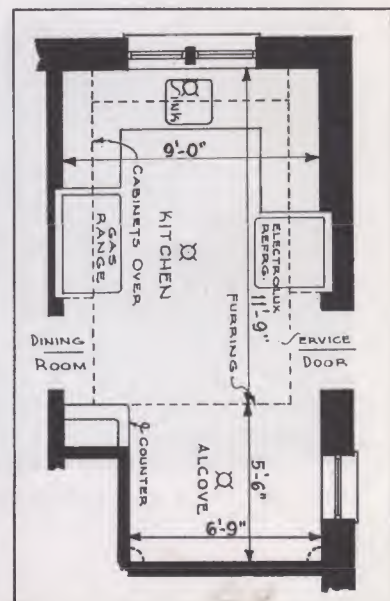 SINK
9'-0"
CABINETS OVER
KITCHEN
GAS
RANGE
ELECTROLUX
REFRG.
11'-9"
FURRING
DINING
ROOM
SERVICE
DOOR
COUNTER
ALCOVE
5'-6"
6'-9"